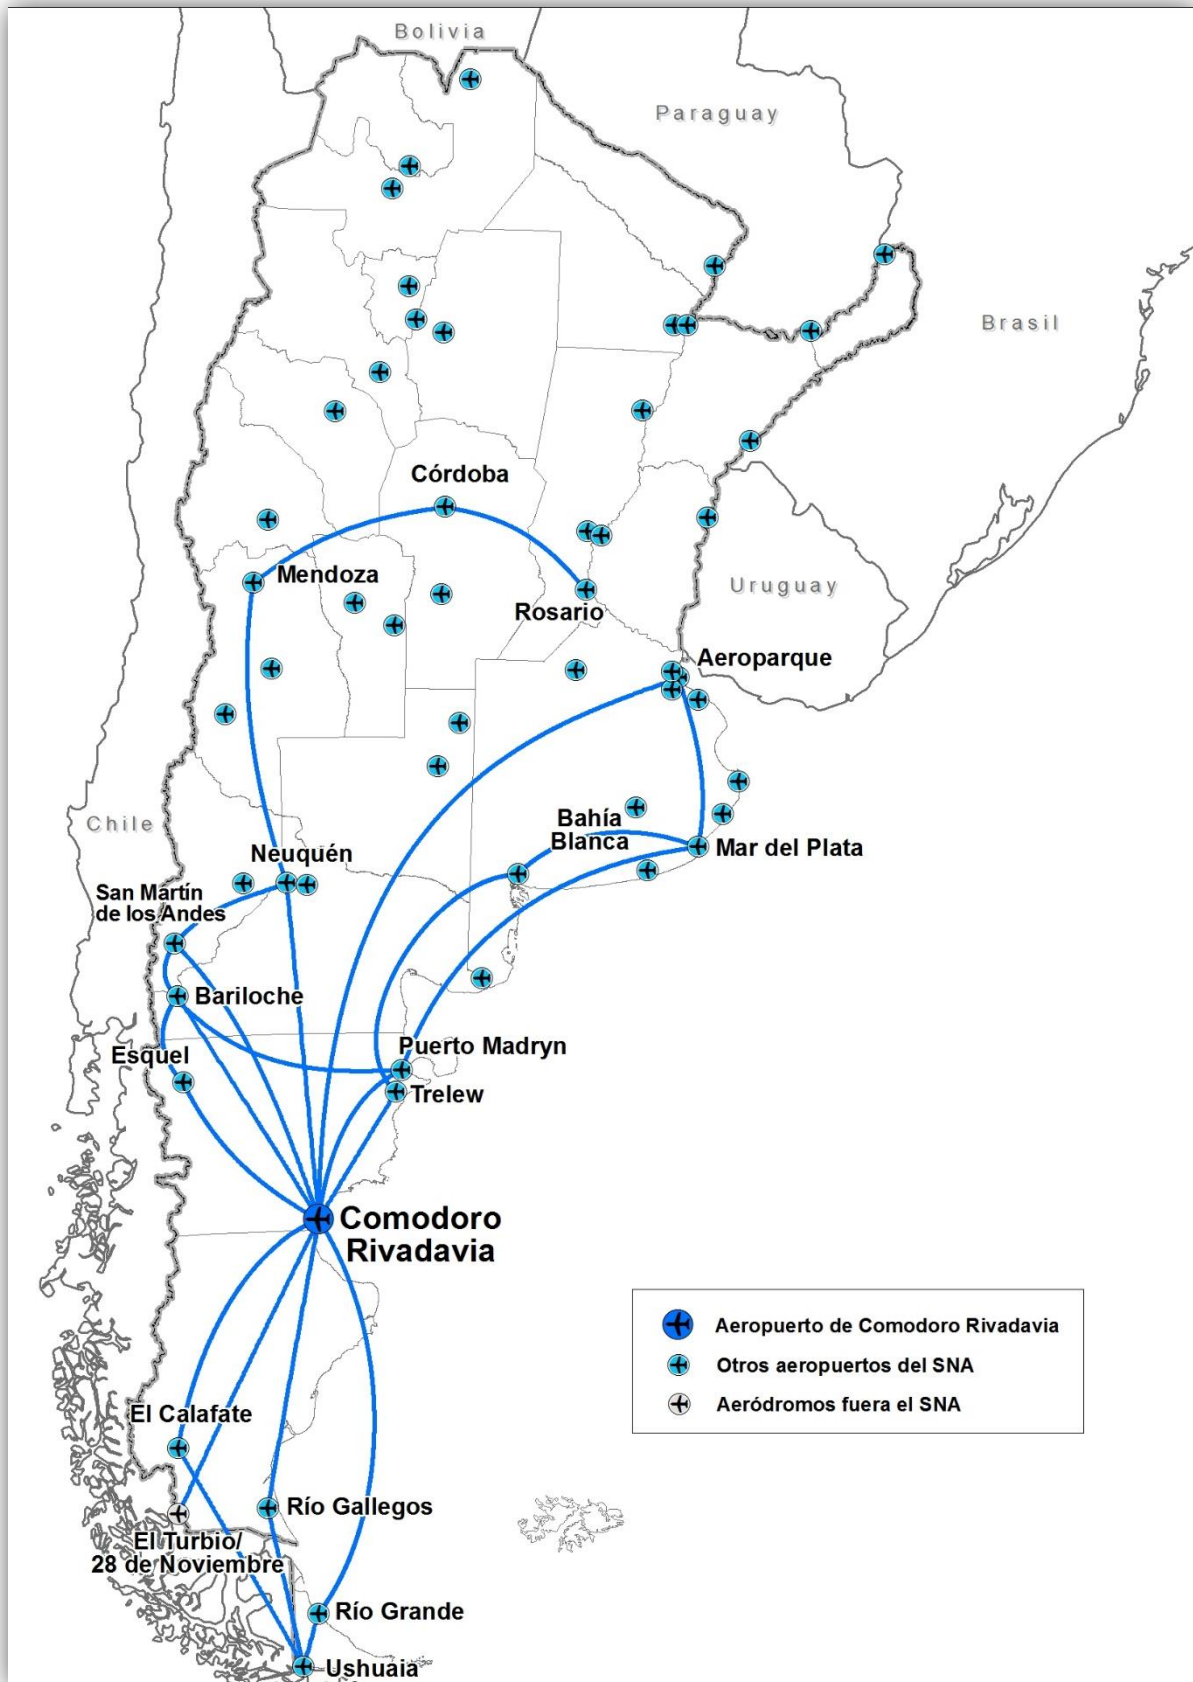 Bolivia
Paraguay
Brasil
Córdoba
Mendoza
Uruguay
Rosario
Aeroparque
Chile
Bahía
Blanca
Mar del Plata
Neuquén
San Martín
de los Andes
Bariloche
Esquel
Puerto Madryn
Trelew
Comodoro
Rivadavia
Aeropuerto de Comodoro Rivadavia
Otros aeropuertos del SNA
Aeródromos fuera el SNA
El Calafate
Río Gallegos
El Turbio/
28 de Noviembre
Río Grande
Ushuaia